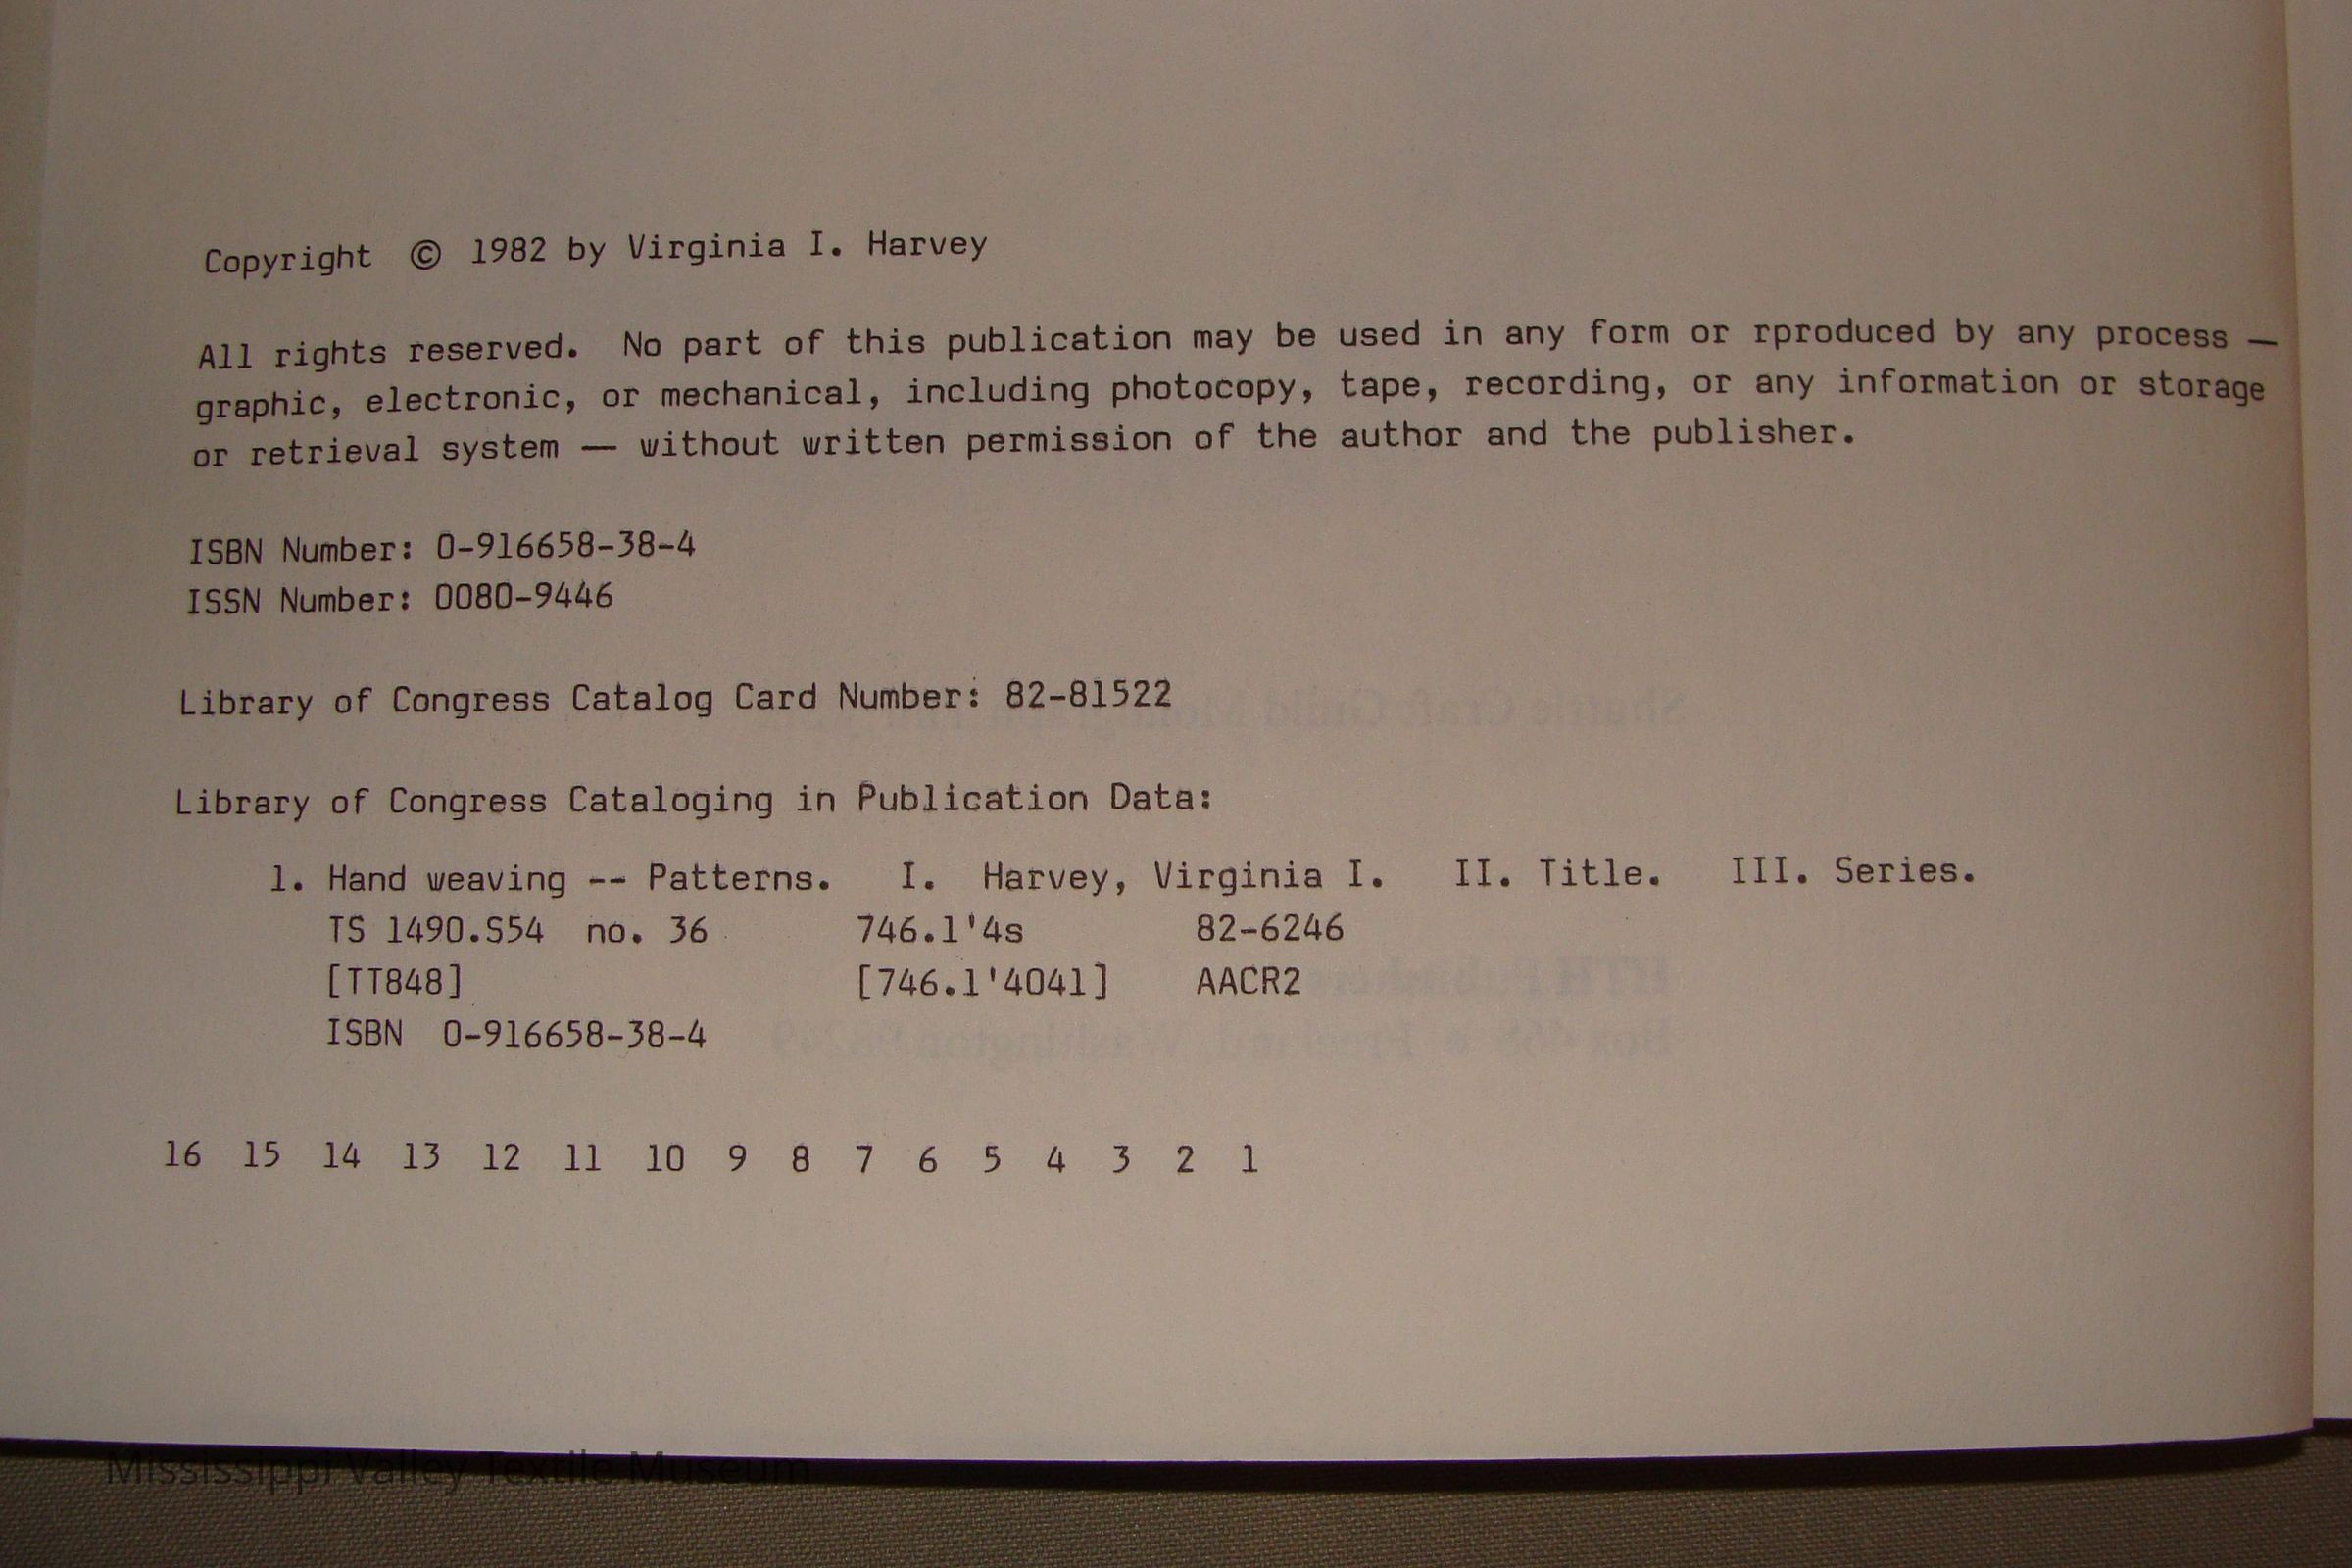 Copyright © 1982 by Virginia I. Harvey
All rights reserved. No part of this publication may be used in any form or rproduced by any process —
graphic, electronic, or mechanical, including photocopy, tape, recording, or any information or storage
or retrieval system — without written permission of the author and the publisher.
ISBN Number: 0-916658-38-4
ISSN Number: 0080-9446
Library of Congress Catalog Card Number: 82-81522
Library of Congress Cataloging in Publication Data:
1. Hand weaving -- Patterns. I. Harvey, Virginia I. II. Title. III. Series.
TS 1490.S54 no. 36 746.1'4s 82-6246
[TT848] [746.1'4041] AACR2
ISBN 0-916658-38-4
16 15 14 13 12 11 10 9 8 7 6 5 4 3 2 1
Mississippi Valley Textile Museum